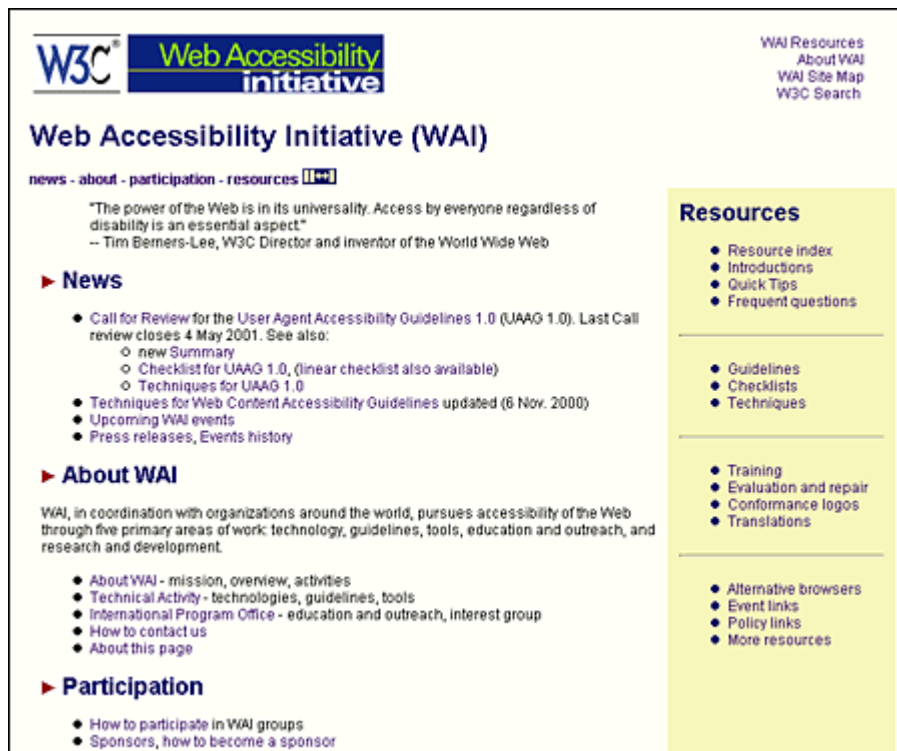 W3C®
Web Accessibility
initiative
WAI Resources
About WAI
WAI Site Map
W3C Search
Web Accessibility Initiative (WAI)
news - about - participation - resources
"The power of the Web is in its universality. Access by everyone regardless of
disability is an essential aspect."
-- Tim Berners-Lee, W3C Director and inventor of the World Wide Web
News
Call for Review for the User Agent Accessibility Guidelines 1.0 (UAAG 1.0). Last Call
review closes 4 May 2001. See also:
new Summary
Checklist for UAAG 1.0, (linear checklist also available)
Techniques for UAAG 1.0
Techniques for Web Content Accessibility Guidelines updated (6 Nov. 2000)
Upcoming WAI events
Press releases, Events history
About WAI
WAI, in coordination with organizations around the world, pursues accessibility of the Web
through five primary areas of work: technology, guidelines, tools, education and outreach, and
research and development.
About WAI - mission, overview, activities
Technical Activity - technologies, guidelines, tools
International Program Office - education and outreach, interest group
How to contact us
About this page
Participation
How to participate in WAI groups
Sponsors, how to become a sponsor
Resources
Resource index
Introductions
Quick Tips
Frequent questions
Guidelines
Checklists
Techniques
Training
Evaluation and repair
Conformance logos
Translations
Alternative browsers
Event links
Policy links
More resources